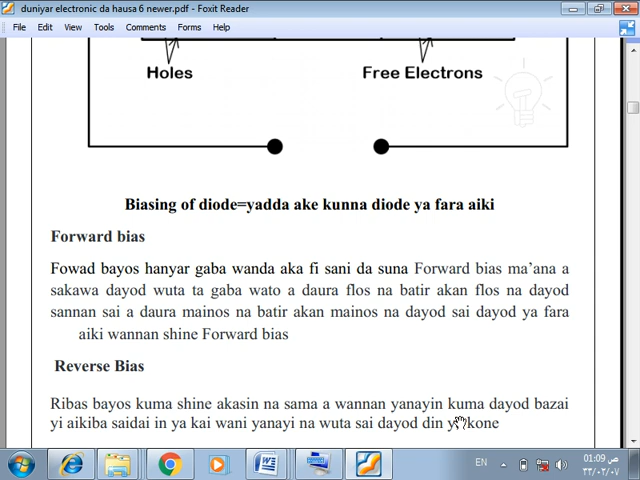 duniyar electronic da hausa 6 newer.pdf - Foxit Reader
File Edit View Tools Comments Forms Help
Holes
Free Electrons
Biasing of diode=yadda ake kunna diode ya fara aiki
Forward bias
Fowad bayos hanyar gaba wanda aka fi sani da suna Forward bias ma'ana a
sakawa dayod wuta ta gaba wato a daura flos na batir akan flos na dayod
sannan sai a daura mainos na batir akan mainos na dayod sai dayod ya fara
aiki wannan shine Forward bias
Reverse Bias
Ribas bayos kuma shine akasin na sama a wannan yanayin kuma dayod bazai
yi aikiba saidai in ya kai wani yanayi na wuta sai dayod din kone
EN
01:09 ص
٣٣/٠٢/٠٧